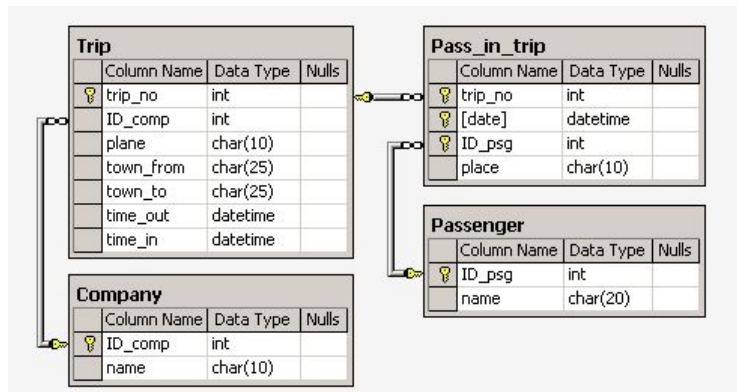 Trip
Column Name Data Type Nulls
trip_no int
ID_comp int
plane char(10)
town_from char(25)
town_to char(25)
time_out datetime
time_in datetime
Company
Column Name Data Type Nulls
ID_comp int
name char(10)
Pass_in_trip
Column Name Data Type Nulls
trip_no int
[date] datetime
ID_psg int
place char(10)
Passenger
Column Name Data Type Nulls
ID_psg int
name char(20)